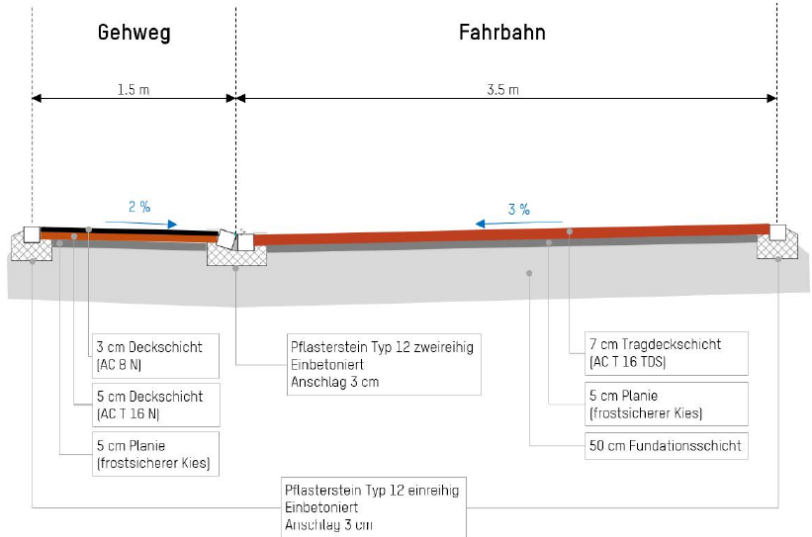 Gehweg
Fahrbahn
1.5 m
3.5 m
2 %
3 %
3 cm Deckschicht
(AC 8 N)
5 cm Deckschicht
(AC T 16 N)
5 cm Planie
(frostsicherer Kies)
Pflasterstein Typ 12 zweireihig
Einbetoniert
Anschlag 3 cm
7 cm Tragdeckschicht
(AC T 16 TDS)
5 cm Planie
(frostsicherer Kies)
50 cm Fundationsschicht
Pflasterstein Typ 12 einreihig
Einbetoniert
Anschlag 3 cm